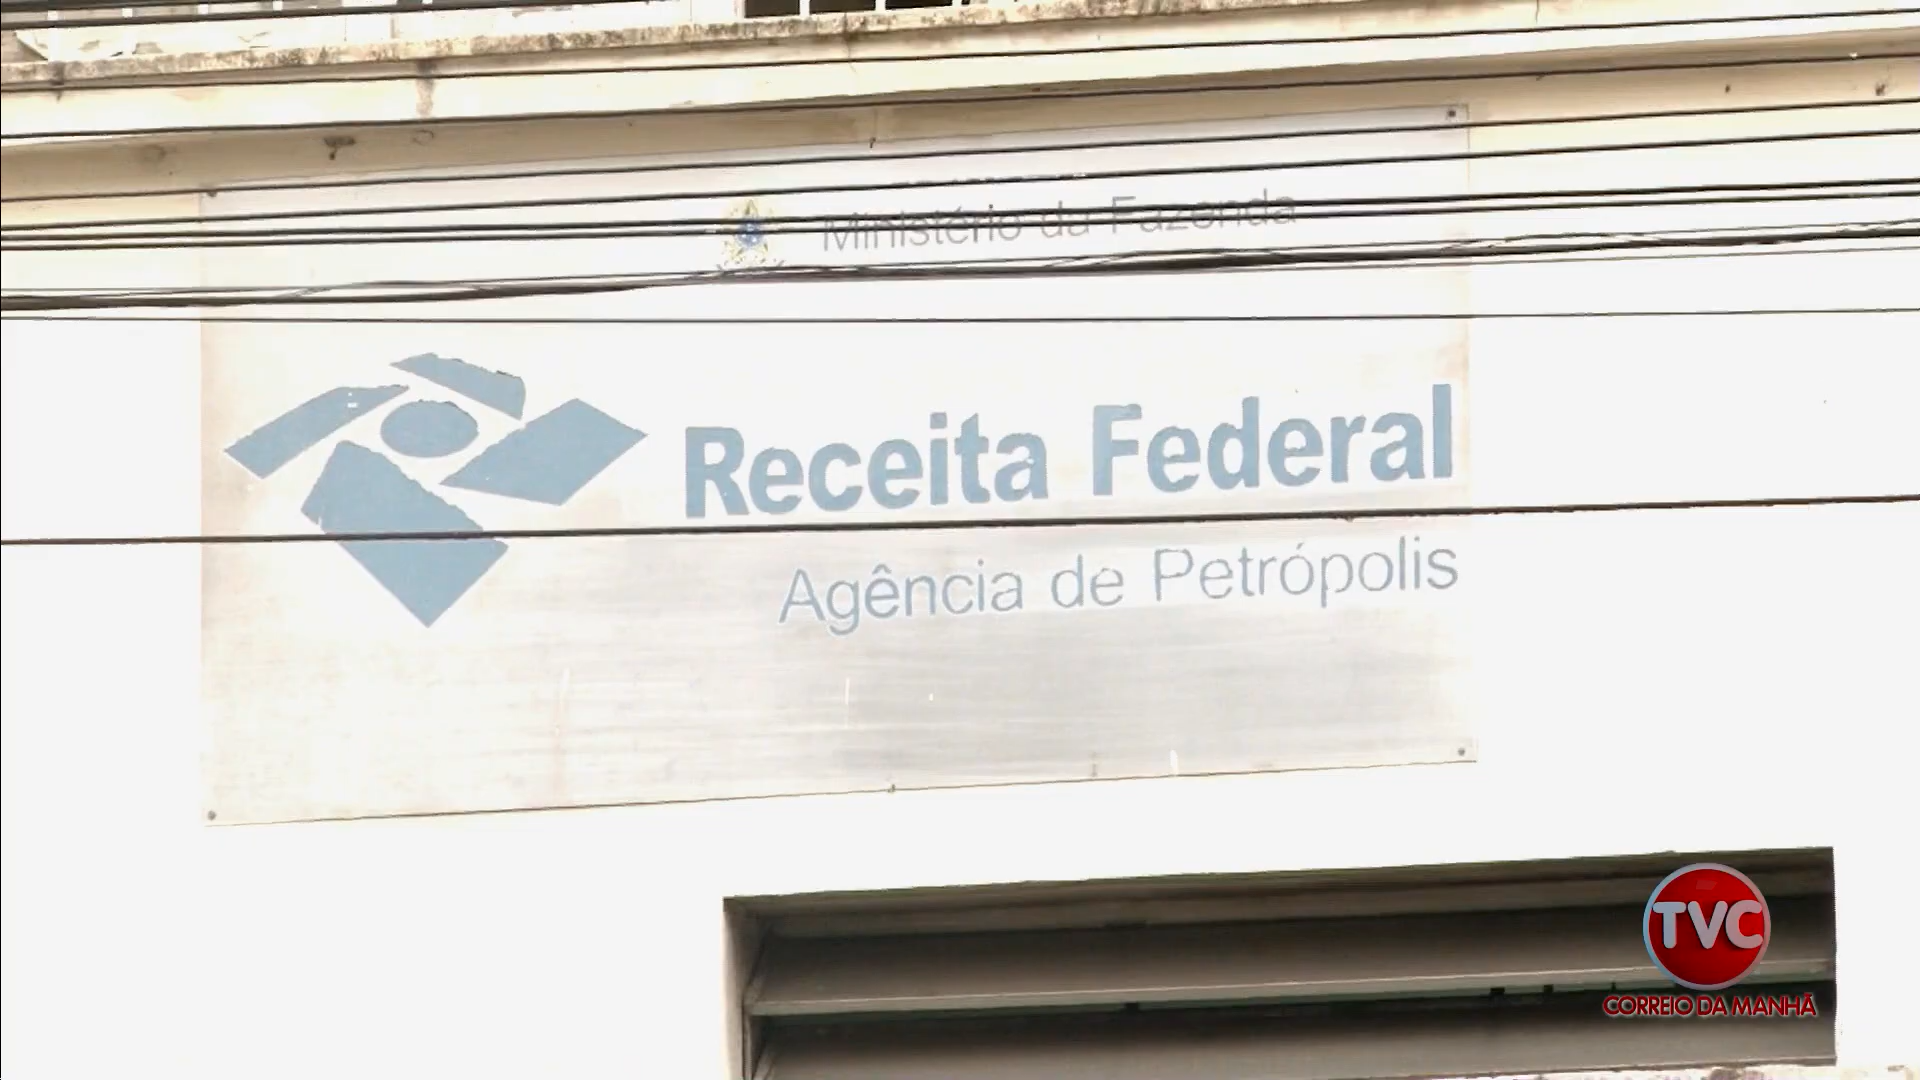 Ministério da Fazenda
Receita Federal
Agência de Petrópolis
TVC
CORREIO DA MANHÃ